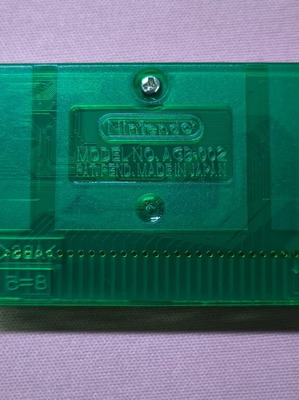 Nintendo
MODEL NO. AGB-002
PAT.PEND. MADE IN JAPAN